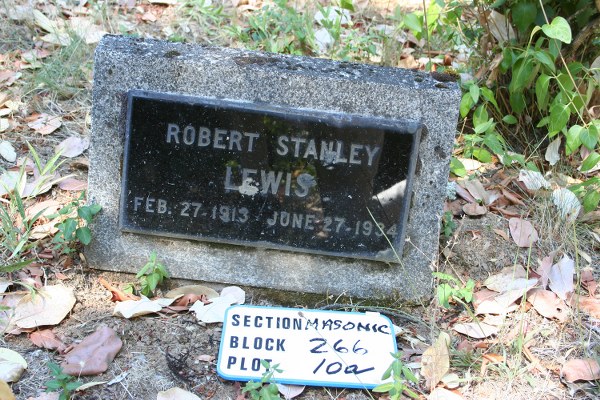 ROBERT STANLEY
LEWIS
FEB. 27-1913 JUNE-27-1934
SECTION MASONIC
BLOCK 266
PLOT 10a